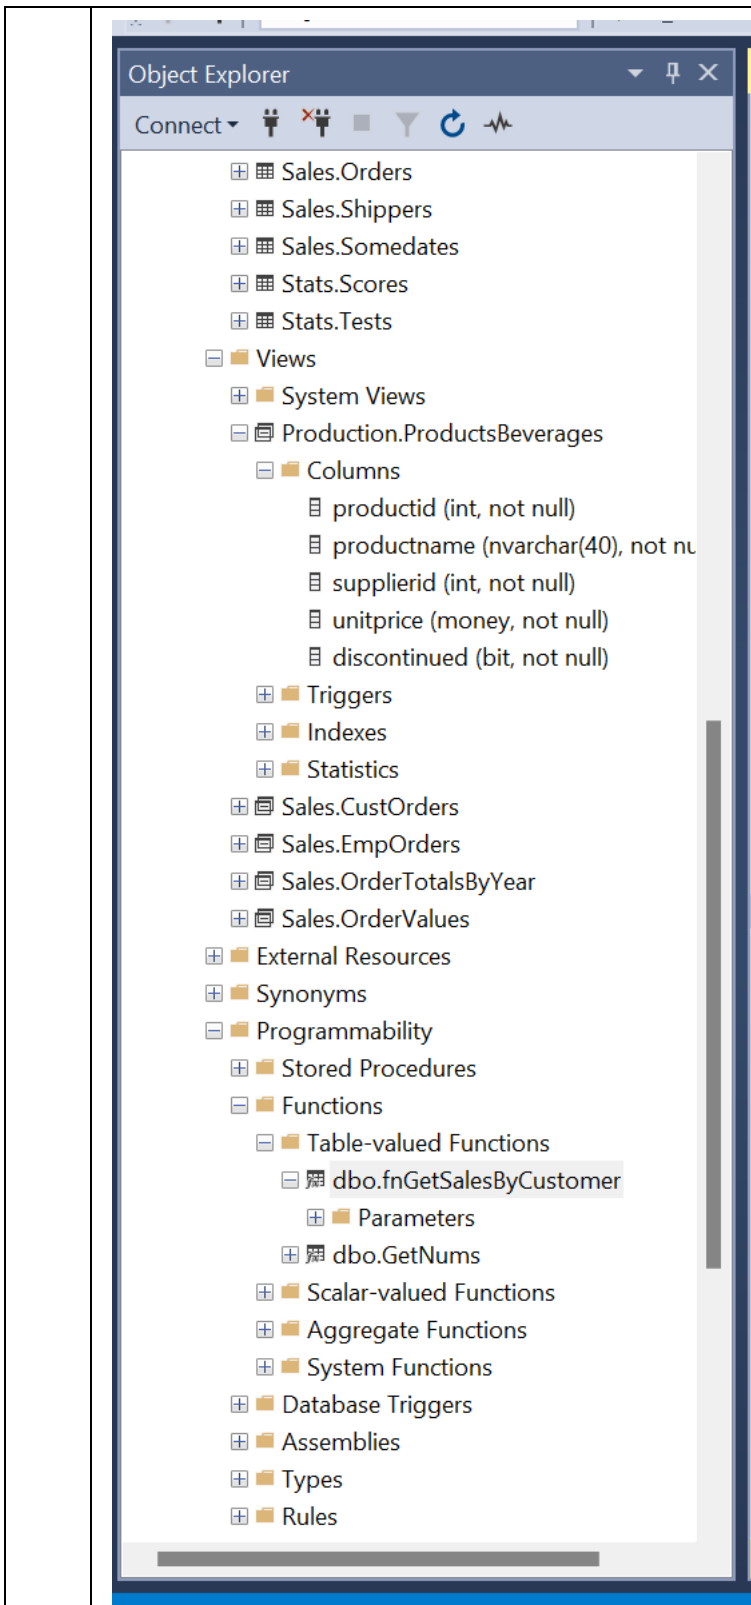 Object Explorer
Connect
Sales.Orders
Sales.Shippers
Sales.Somedates
Stats.Scores
Stats.Tests
Views
System Views
Production.ProductsBeverages
Columns
productid (int, not null)
productname (nvarchar(40), not nu
supplierid (int, not null)
unitprice (money, not null)
discontinued (bit, not null)
Triggers
Indexes
Statistics
Sales.CustOrders
Sales.EmpOrders
Sales.OrderTotalsByYear
Sales.OrderValues
External Resources
Synonyms
Programmability
Stored Procedures
Functions
Table-valued Functions
dbo.fnGetSalesByCustomer
Parameters
dbo.GetNums
Scalar-valued Functions
Aggregate Functions
System Functions
Database Triggers
Assemblies
Types
Rules